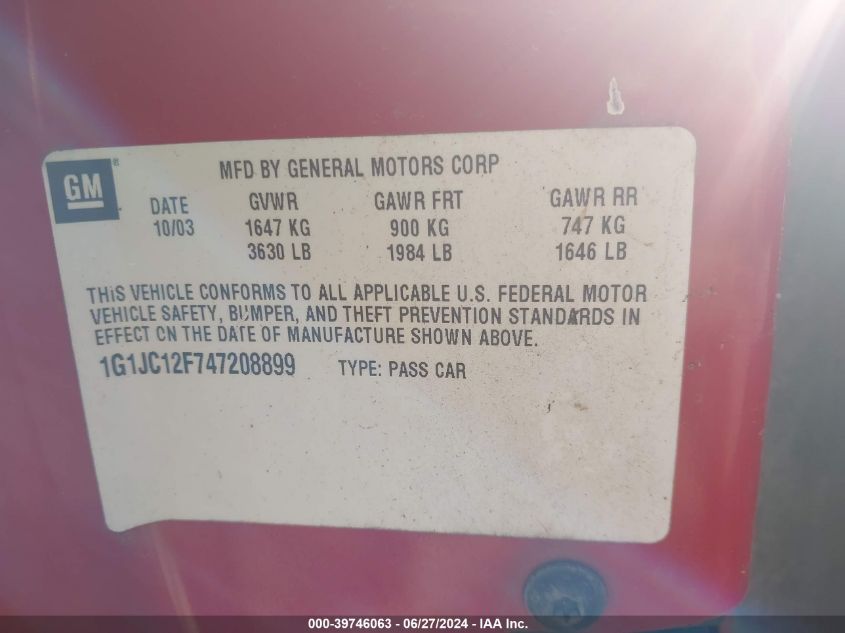 GM®
MFD BY GENERAL MOTORS CORP
DATE GVWR GAWR FRT GAWR RR
10/03 1647 KG 900 KG 747 KG
3630 LB 1984 LB 1646 LB
THIS VEHICLE CONFORMS TO ALL APPLICABLE U.S. FEDERAL MOTOR
VEHICLE SAFETY, BUMPER, AND THEFT PREVENTION STANDARDS IN
EFFECT ON THE DATE OF MANUFACTURE SHOWN ABOVE.
1G1JC12F747208899 TYPE: PASS CAR
000-39746063 / 06/27/2024 - IAA Inc.